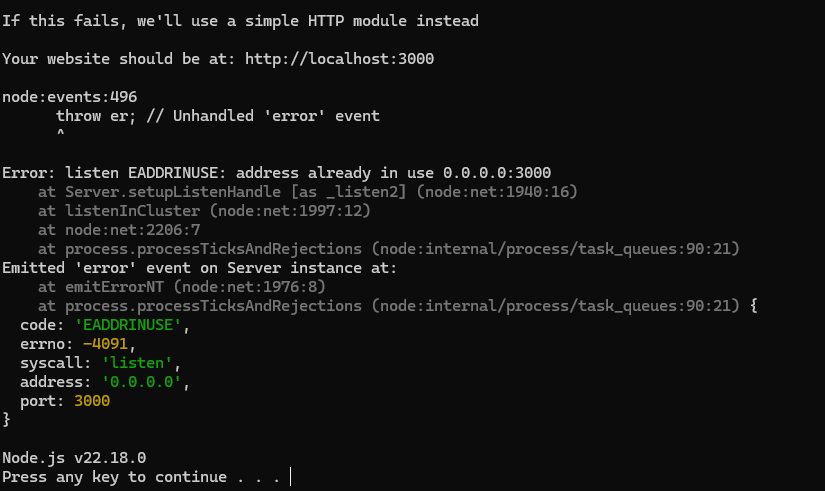 If this fails, we'll use a simple HTTP module instead
Your website should be at: http://localhost:3000
node:events:496
      throw er; // Unhandled 'error' event
      ^
Error: listen EADDRINUSE: address already in use 0.0.0.0:3000
    at Server.setupListenHandle [as _listen2] (node:net:1940:16)
    at listenInCluster (node:net:1997:12)
    at node:net:2206:7
    at process.processTicksAndRejections (node:internal/process/task_queues:90:21)
Emitted 'error' event on Server instance at:
    at emitErrorNT (node:net:1976:8)
    at process.processTicksAndRejections (node:internal/process/task_queues:90:21) {
  code: 'EADDRINUSE',
  errno: -4091,
  syscall: 'listen',
  address: '0.0.0.0',
  port: 3000
}
Node.js v22.18.0
Press any key to continue . . .